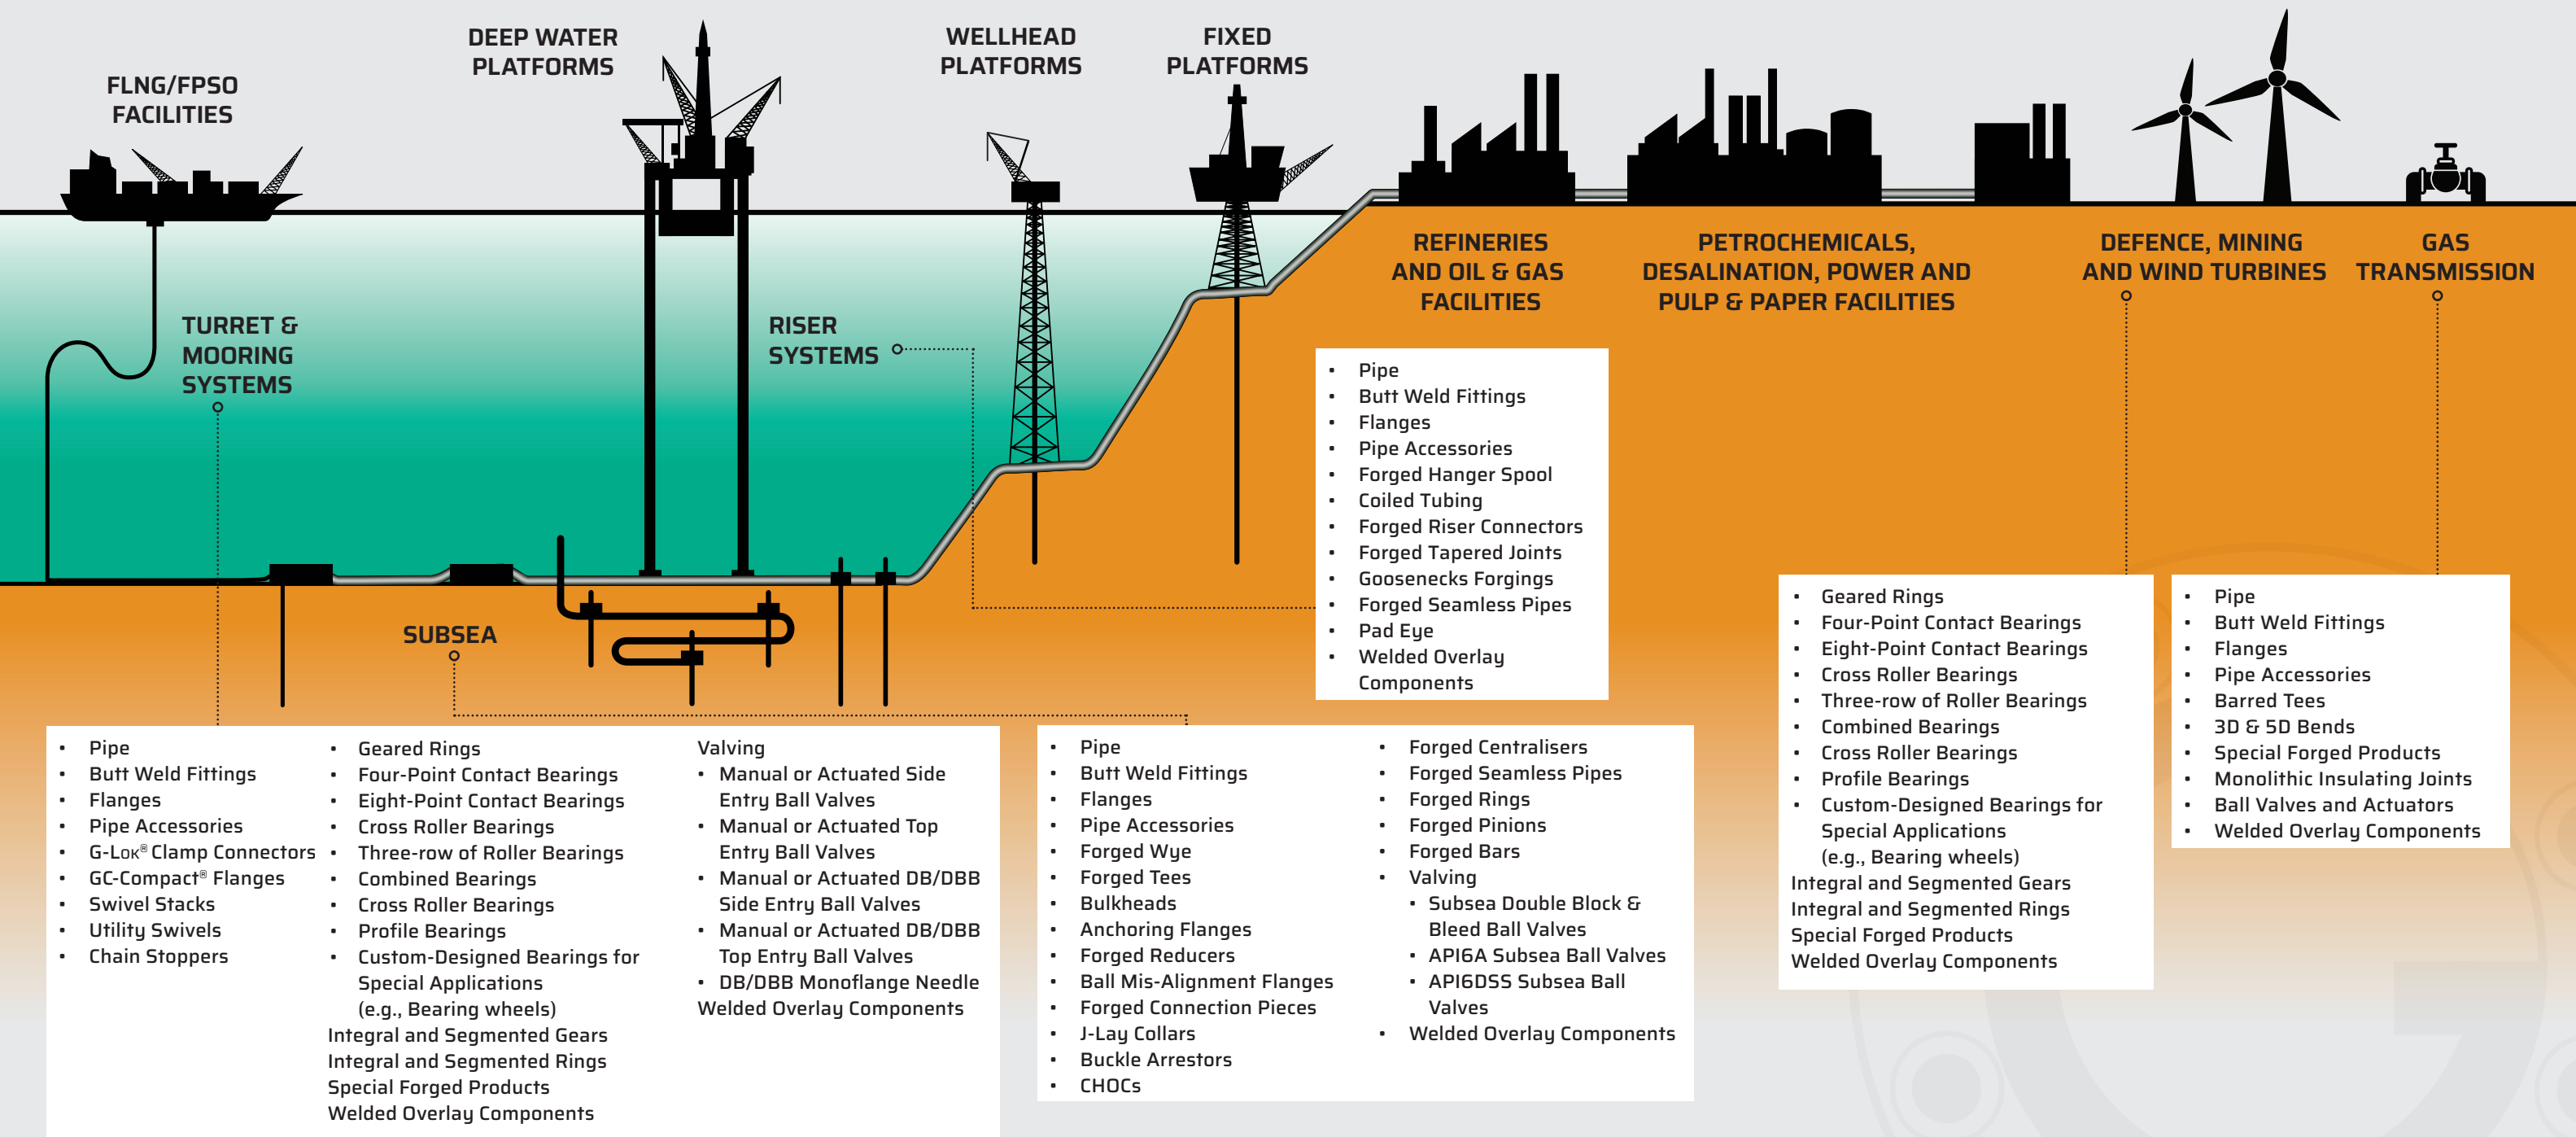 FLNG/FPSO
FACILITIES
DEEP WATER
PLATFORMS
WELLHEAD
PLATFORMS
FIXED
PLATFORMS
TURRET &
MOORING
SYSTEMS
RISER
SYSTEMS
SUBSEA
REFINERIES
AND OIL & GAS
FACILITIES
PETROCHEMICALS,
DESALINATION, POWER AND
PULP & PAPER FACILITIES
DEFENCE, MINING
AND WIND TURBINES
GAS
TRANSMISSION
• Pipe
• Butt Weld Fittings
• Flanges
• Pipe Accessories
• Forged Hanger Spool
• Coiled Tubing
• Forged Riser Connectors
• Forged Tapered Joints
• Goosenecks Forgings
• Forged Seamless Pipes
• Pad Eye
• Welded Overlay
Components
• Geared Rings
• Four-Point Contact Bearings
• Eight-Point Contact Bearings
• Cross Roller Bearings
• Three-row of Roller Bearings
• Combined Bearings
• Cross Roller Bearings
• Profile Bearings
• Custom-Designed Bearings for
Special Applications
(e.g., Bearing wheels)
Integral and Segmented Gears
Integral and Segmented Rings
Special Forged Products
Welded Overlay Components
• Pipe
• Butt Weld Fittings
• Flanges
• Pipe Accessories
• Barred Tees
• 3D & 5D Bends
• Special Forged Products
• Monolithic Insulating Joints
• Ball Valves and Actuators
• Welded Overlay Components
• Pipe
• Butt Weld Fittings
• Flanges
• Pipe Accessories
• G-Lok® Clamp Connectors
• GC-Compact® Flanges
• Swivel Stacks
• Utility Swivels
• Chain Stoppers
• Geared Rings
• Four-Point Contact Bearings
• Eight-Point Contact Bearings
• Cross Roller Bearings
• Three-row of Roller Bearings
• Combined Bearings
• Cross Roller Bearings
• Profile Bearings
• Custom-Designed Bearings for
Special Applications
(e.g., Bearing wheels)
Integral and Segmented Gears
Integral and Segmented Rings
Special Forged Products
Welded Overlay Components
Valving
• Manual or Actuated Side
Entry Ball Valves
• Manual or Actuated Top
Entry Ball Valves
• Manual or Actuated DB/DBB
Side Entry Ball Valves
• Manual or Actuated DB/DBB
Top Entry Ball Valves
• DB/DBB Monoflange Needle
Welded Overlay Components
• Pipe
• Butt Weld Fittings
• Flanges
• Pipe Accessories
• Forged Wye
• Forged Tees
• Bulkheads
• Anchoring Flanges
• Forged Reducers
• Ball Mis-Alignment Flanges
• Forged Connection Pieces
• J-Lay Collars
• Buckle Arrestors
• CHOCs
• Forged Centralisers
• Forged Seamless Pipes
• Forged Rings
• Forged Pinions
• Forged Bars
• Valving
• Subsea Double Block &
Bleed Ball Valves
• API6A Subsea Ball Valves
• API6DSS Subsea Ball
Valves
• Welded Overlay Components